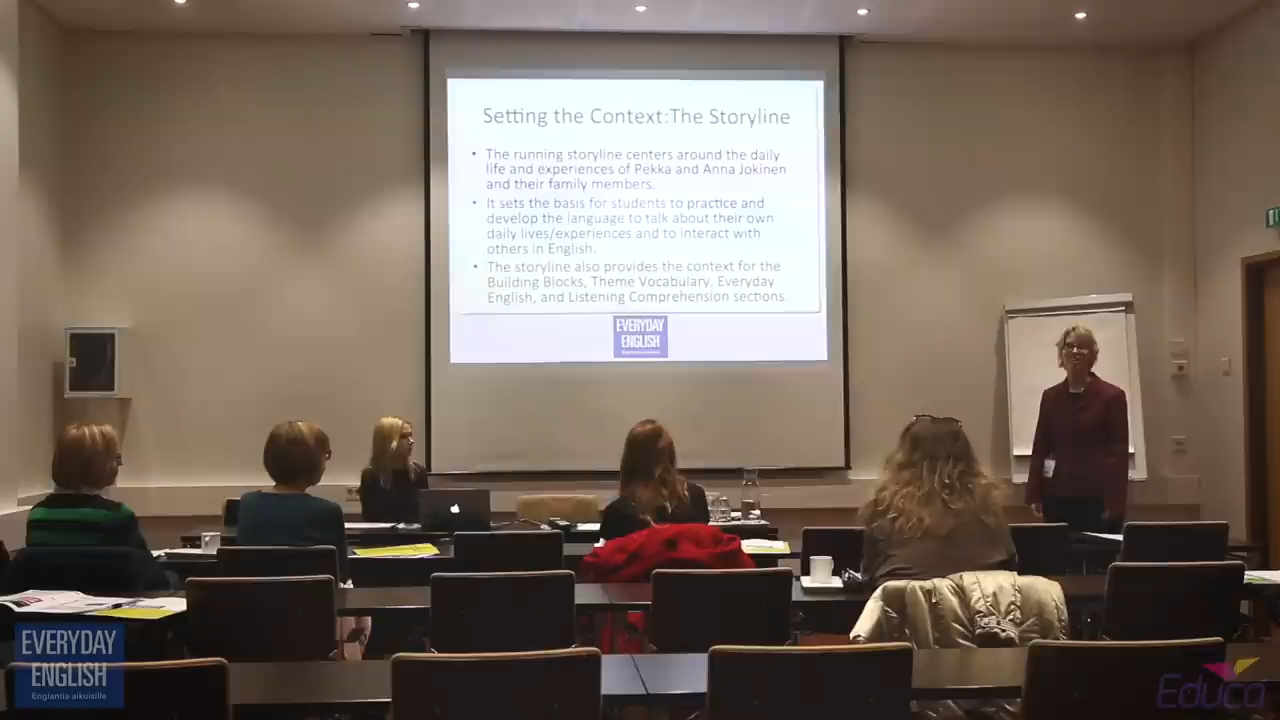 Setting the Context:The Storyline
• The running storyline centers around the daily
life and experiences of Pekka and Anna Jokinen
and their family members.
• It sets the basis for students to practice and
develop the language to talk about their own
daily lives/experiences and to interact with
others in English.
• The storyline also provides the context for the
Building Blocks, Theme Vocabulary, Everyday
English, and Listening Comprehension sections.
EVERYDAY
ENGLISH
EVERYDAY
ENGLISH
Englantia aikuisille
Educa